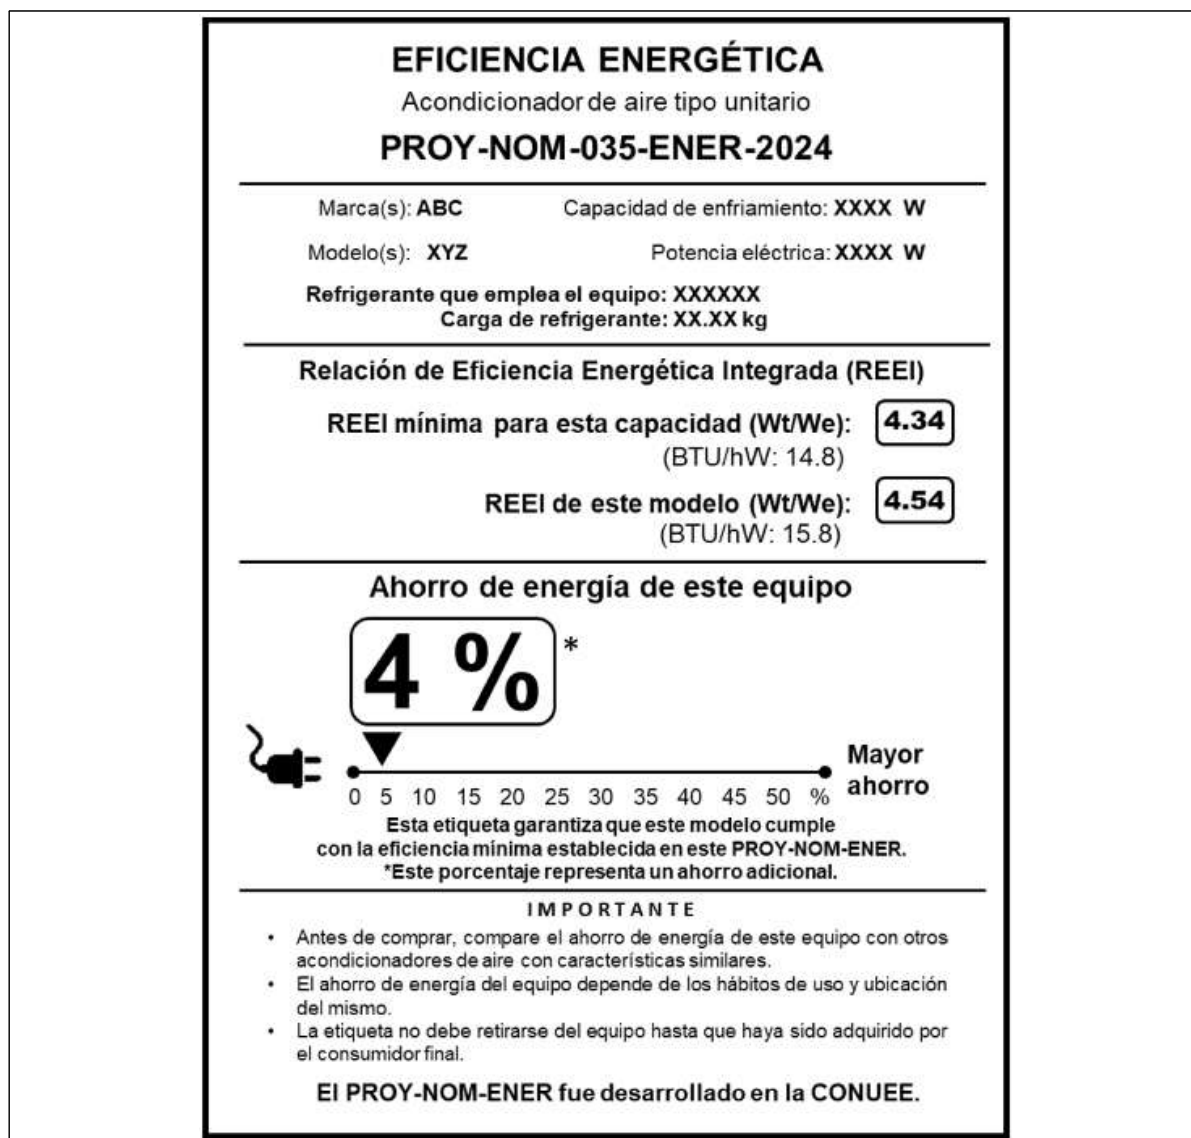 EFICIENCIA ENERGÉTICA
Acondicionador de aire tipo unitario
PROY-NOM-035-ENER-2024
Marca(s): ABC Capacidad de enfriamiento: XXXX W
Modelo(s): XYZ Potencia eléctrica: XXXX W
Refrigerante que emplea el equipo: XXXXXX
Carga de refrigerante: XX.XX kg
Relación de Eficiencia Energética Integrada (REEI)
REEI mínima para esta capacidad (Wt/We): 4.34
(BTU/hW: 14.8)
REEI de este modelo (Wt/We): 4.54
(BTU/hW: 15.8)
Ahorro de energía de este equipo
4 % *
Mayor
ahorro
0 5 10 15 20 25 30 35 40 45 50 %
Esta etiqueta garantiza que este modelo cumple
con la eficiencia mínima establecida en este PROY-NOM-ENER.
*Este porcentaje representa un ahorro adicional.
IMPORTANTE
• Antes de comprar, compare el ahorro de energía de este equipo con otros
acondicionadores de aire con características similares.
• El ahorro de energía del equipo depende de los hábitos de uso y ubicación
del mismo.
• La etiqueta no debe retirarse del equipo hasta que haya sido adquirido por
el consumidor final.
El PROY-NOM-ENER fue desarrollado en la CONUEE.